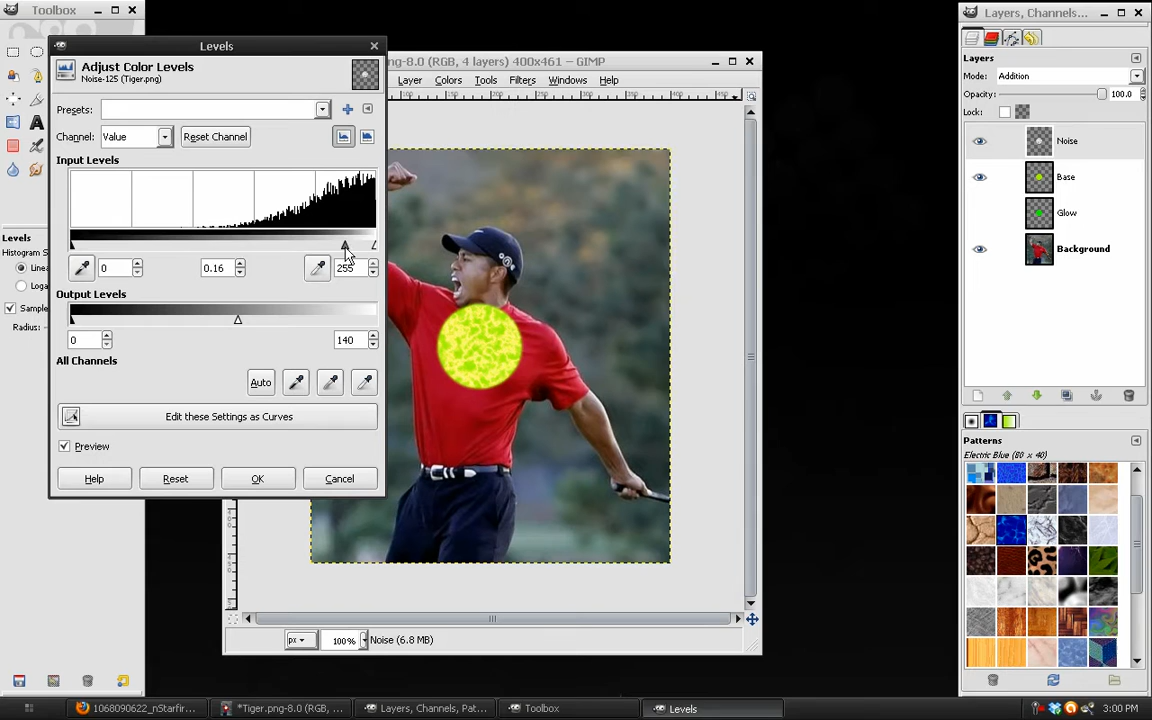 Toolbox
Levels
Adjust Color Levels
Noise-125 (Tiger.png)
Presets:
Channel:
Value
Reset Channel
Input Levels
0
0.16
255
Output Levels
0
140
All Channels
Auto
Edit these Settings as Curves
Preview
Help
Reset
OK
Cancel
Levels
Histogram S
Linea
Loga
Sample
Radius:
ng-8.0 (RGB, 4 layers) 400x461 – GIMP
Layer
Colors
Tools
Filters
Windows
Help
px
100%
Noise (6.8 MB)
Layers, Channels...
Layers
Mode:
Addition
Opacity:
100.0
Lock:
Noise
Base
Glow
Background
Patterns
Electric Blue (80 × 40)
1068090622_nStarfir...
*Tiger.png-8.0 (RGB, ...
Layers, Channels, Pat...
Toolbox
Levels
3:00 PM